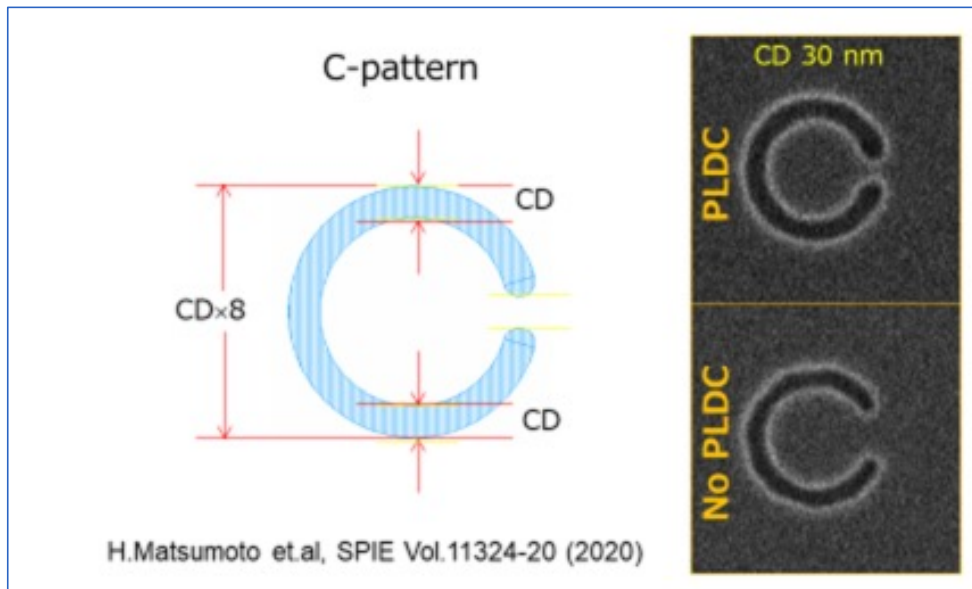 C-pattern
CD
CD×8
CD
H.Matsumoto et.al, SPIE Vol.11324-20 (2020)
CD 30 nm
PLDC
No PLDC